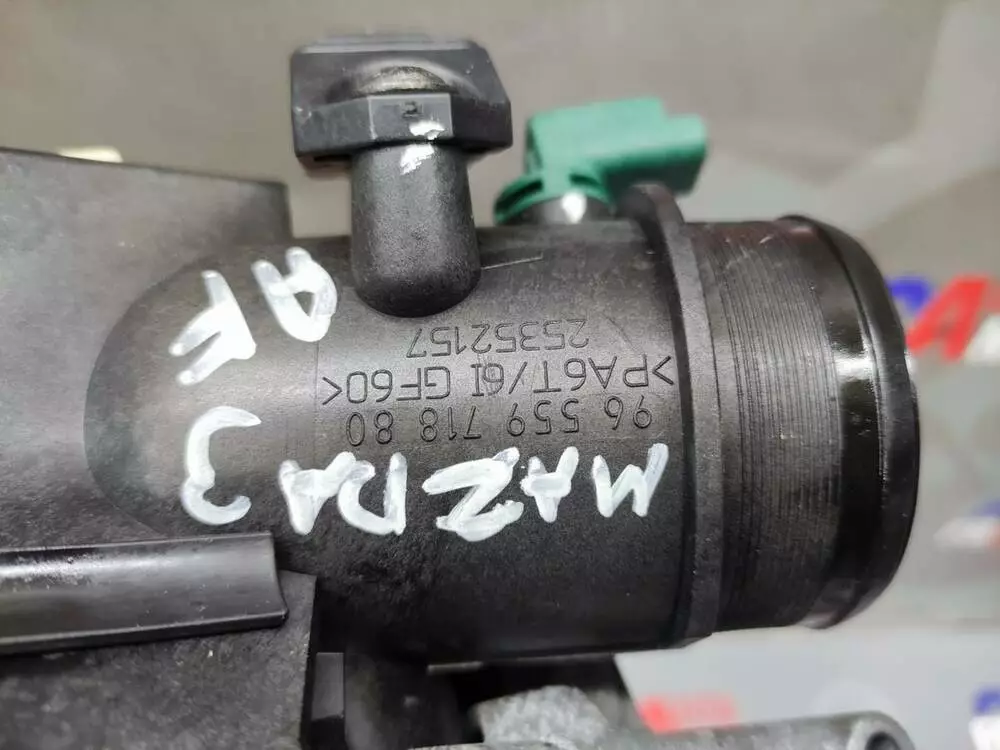 MAZDA 3
96 559 718 80
>PA6T/6I GF60<
25352157
AF